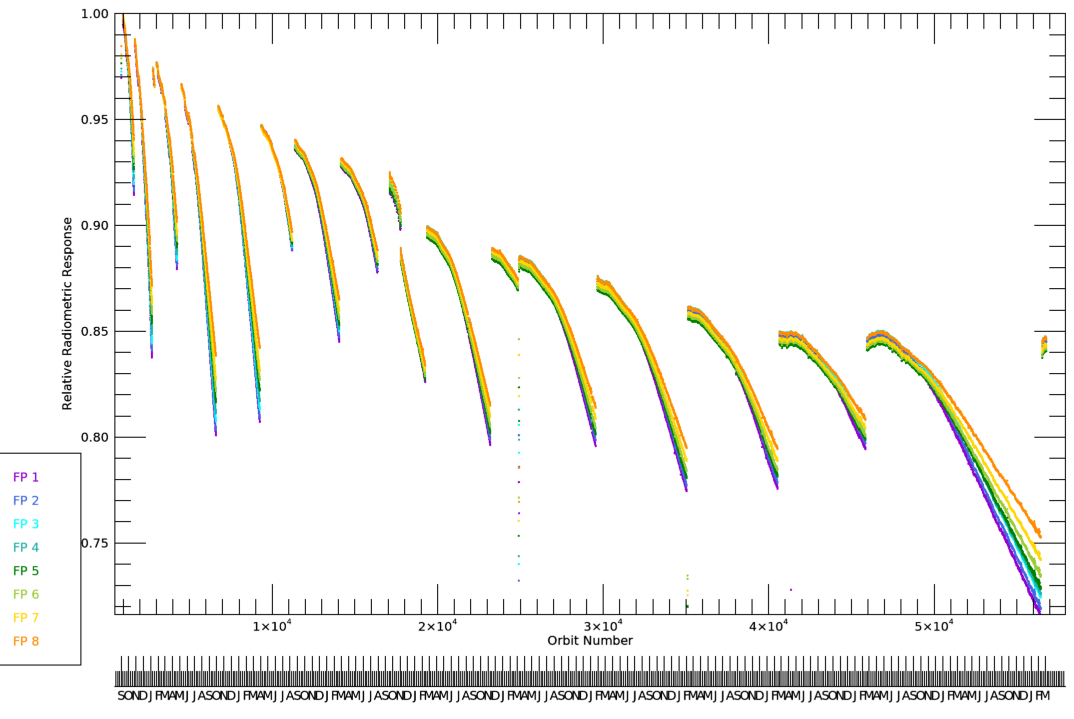 1.00
0.95
0.90
0.85
0.80
0.75
Relative Radiometric Response
1×10⁴
2×10⁴
3×10⁴
4×10⁴
5×10⁴
Orbit Number
FP 1
FP 2
FP 3
FP 4
FP 5
FP 6
FP 7
FP 8
SONDJFMAMJJASONDJFMAMJJASONDJFMAMJJASONDJFMAMJJASONDJFMAMJJASONDJFMAMJJASONDJFMAMJJASONDJFMAMJJASONDJFMAMJJASONDJFMAMJJASONDJFM